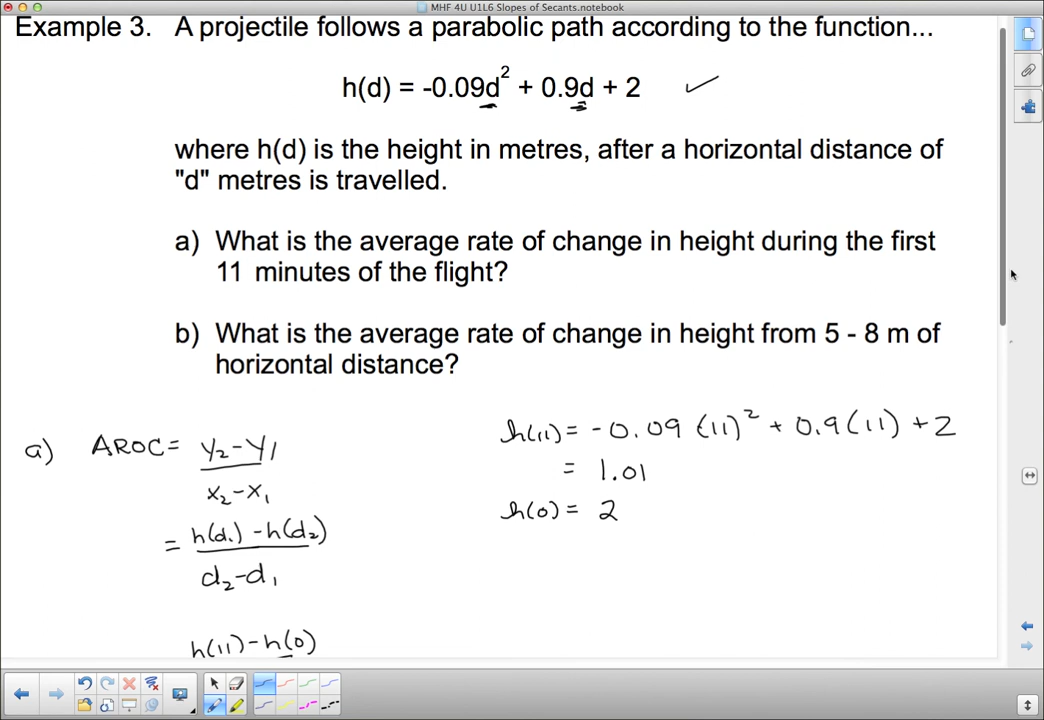 MHF 4U U1L6 Slopes of Secants.notebook
Example 3. A projectile follows a parabolic path according to the function...
h(d) = -0.09d² + 0.9d + 2
where h(d) is the height in metres, after a horizontal distance of
"d" metres is travelled.
a) What is the average rate of change in height during the first
11 minutes of the flight?
b) What is the average rate of change in height from 5 - 8 m of
horizontal distance?
a) AROC = y₂-y₁
x₂-x₁
= h(d₁) - h(d₂)
d₂-d₁
h(11) - h(0)
h(11) = -0.09 (11)² + 0.9(11) + 2
= 1.01
h(0) = 2